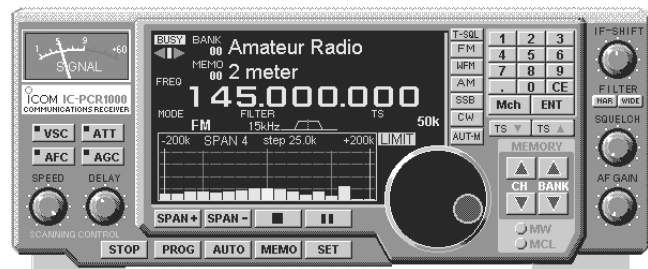 1 5 9 +60
SIGNAL
ICOM IC-PCR1000
COMMUNICATIONS RECEIVER
VSC ATT
AFC AGC
SPEED DELAY
SCANNING CONTROL
BUSY BANK 00 Amateur Radio
MEMO 00 2 meter
FREQ 145.000.000
MODE FILTER TS
FM 15kHz 50k
-200k SPAN 4 step 25.0k +200k LIMIT
SPAN+ SPAN-
STOP PROG AUTO MEMO SET
T-SQL
FM
WFM
AM
SSB
CW
AUT-M
1 2 3
4 5 6
7 8 9
. 0 CE
Mch ENT
TS TS
MEMORY
CH BANK
MW
MCL
IF-SHIFT
FILTER
NAR WIDE
SQUELCH
AF GAIN